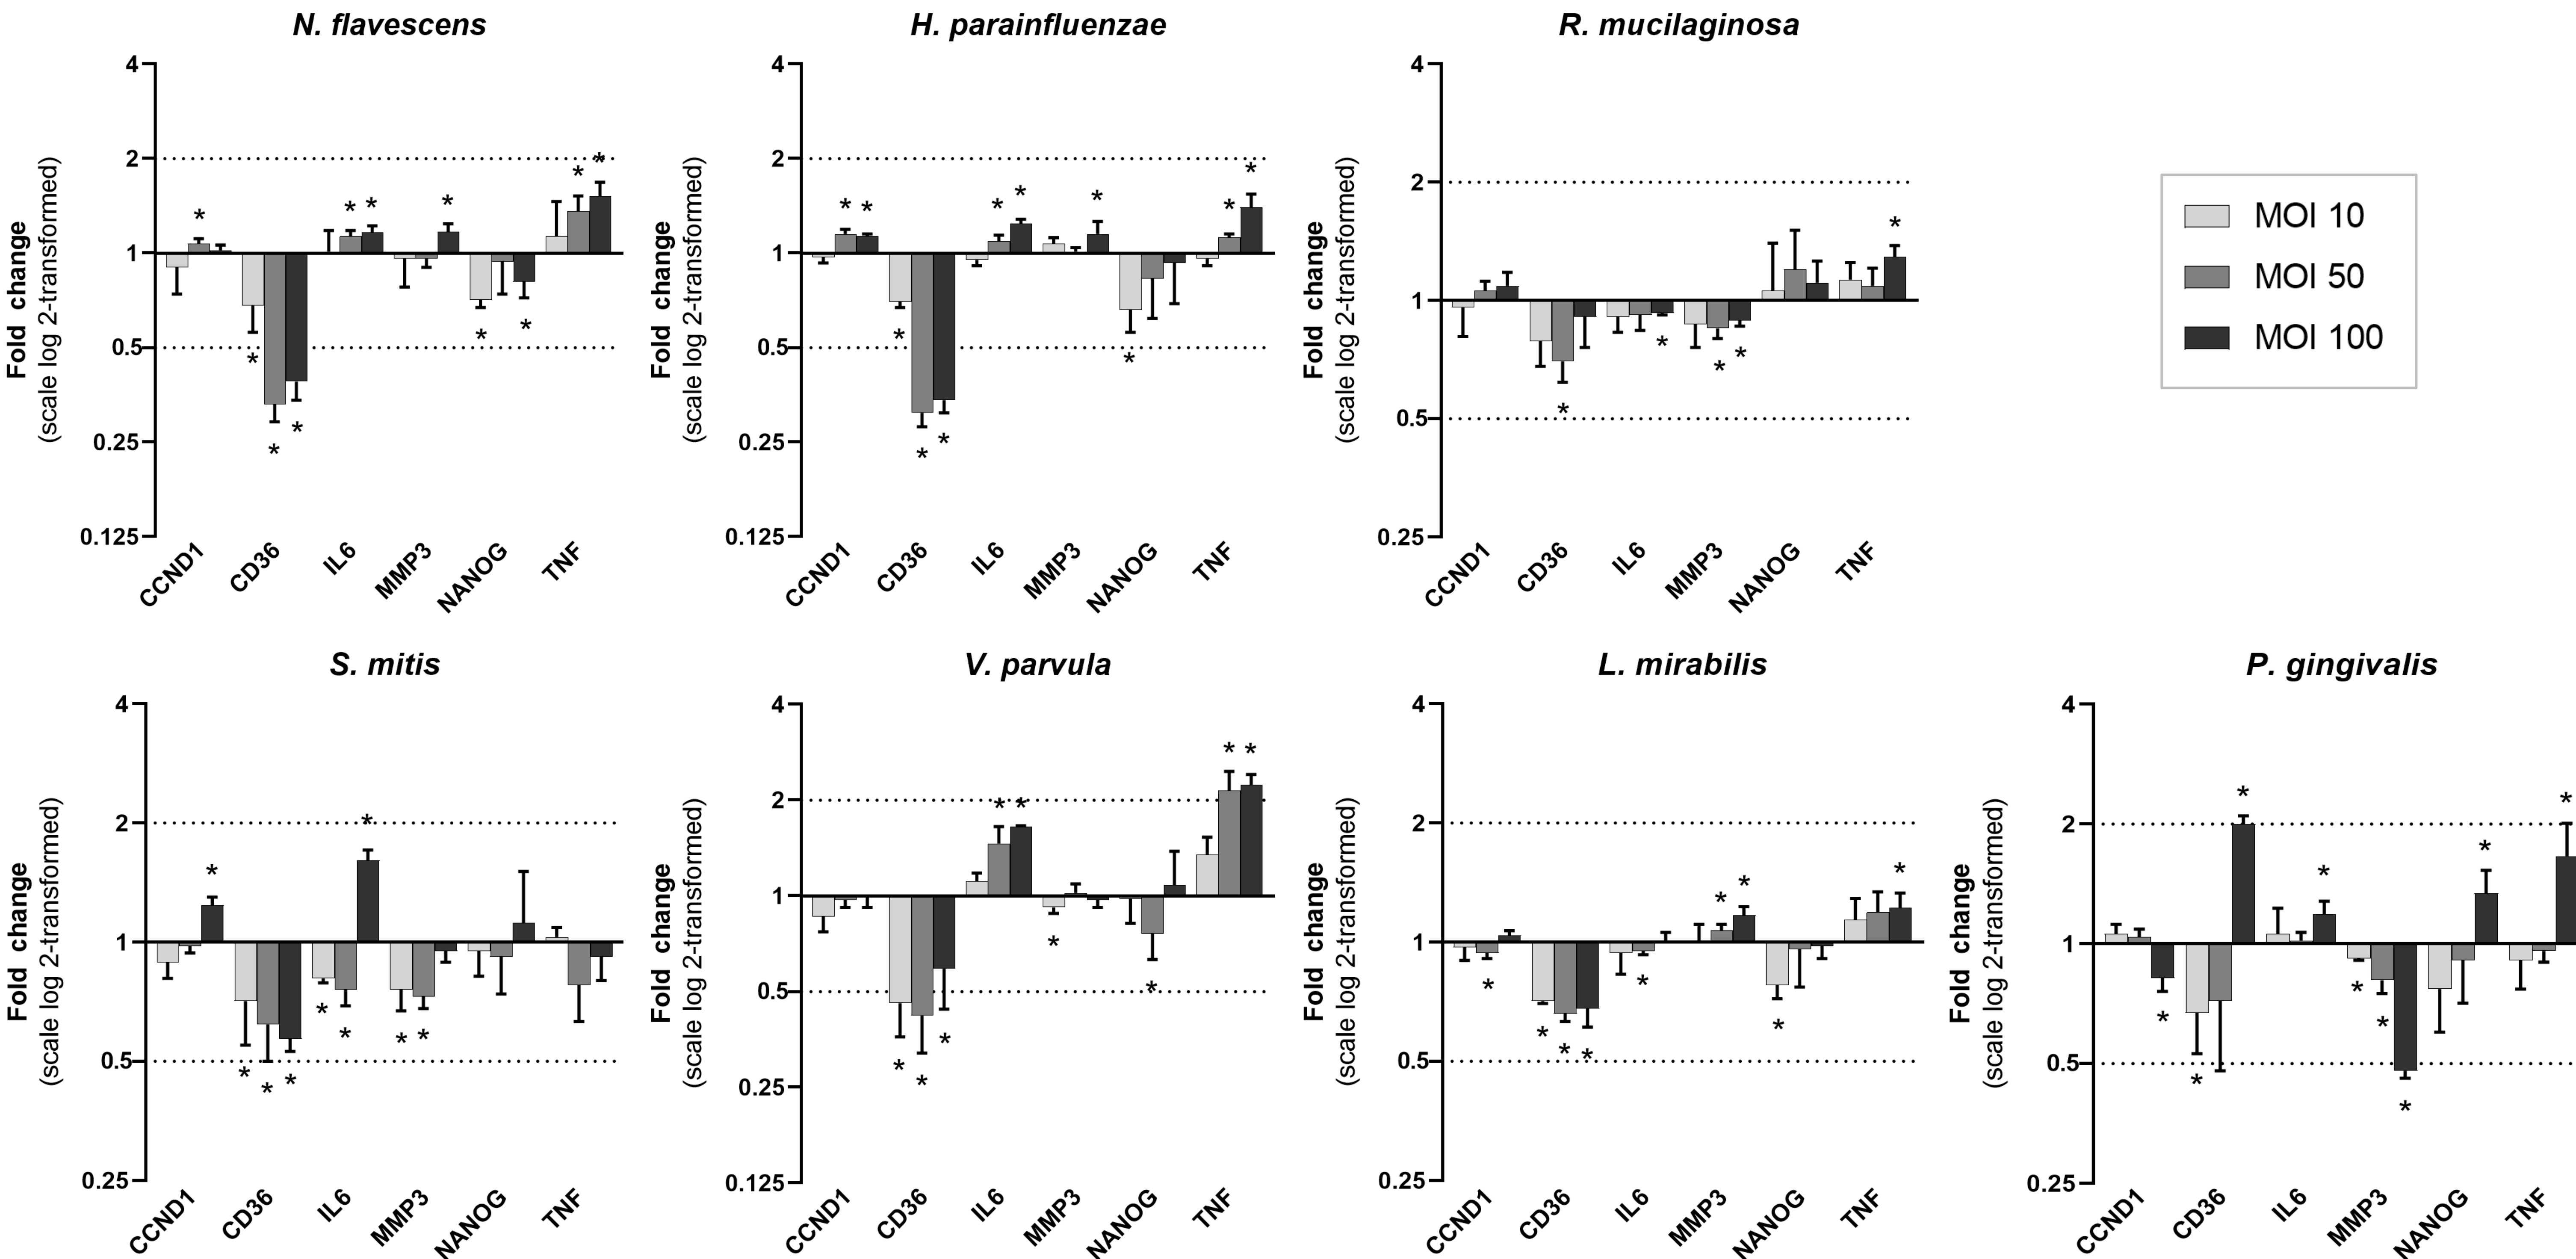 N. flavescens
4
2
1
0.5
0.25
0.125
Fold change
(scale log 2-transformed)
* * * * * * * * * * * *
CCND1 CD36 IL6 MMP3 NANOG TNF
H. parainfluenzae
4
2
1
0.5
0.25
0.125
Fold change
(scale log 2-transformed)
* * * * * * * * * * *
CCND1 CD36 IL6 MMP3 NANOG TNF
R. mucilaginosa
4
2
1
0.5
0.25
Fold change
(scale log 2-transformed)
* * * * *
CCND1 CD36 IL6 MMP3 NANOG TNF
MOI 10
MOI 50
MOI 100
S. mitis
4
2
1
0.5
0.25
Fold change
(scale log 2-transformed)
* * * * * * * * *
CCND1 CD36 IL6 MMP3 NANOG TNF
V. parvula
4
2
1
0.5
0.25
0.125
Fold change
(scale log 2-transformed)
* * * * * * * * *
CCND1 CD36 IL6 MMP3 NANOG TNF
L. mirabilis
4
2
1
0.5
0.25
Fold change
(scale log 2-transformed)
* * * * * * * * *
CCND1 CD36 IL6 MMP3 NANOG TNF
P. gingivalis
4
2
1
0.5
0.25
Fold change
(scale log 2-transformed)
* * * * * * * * *
CCND1 CD36 IL6 MMP3 NANOG TNF